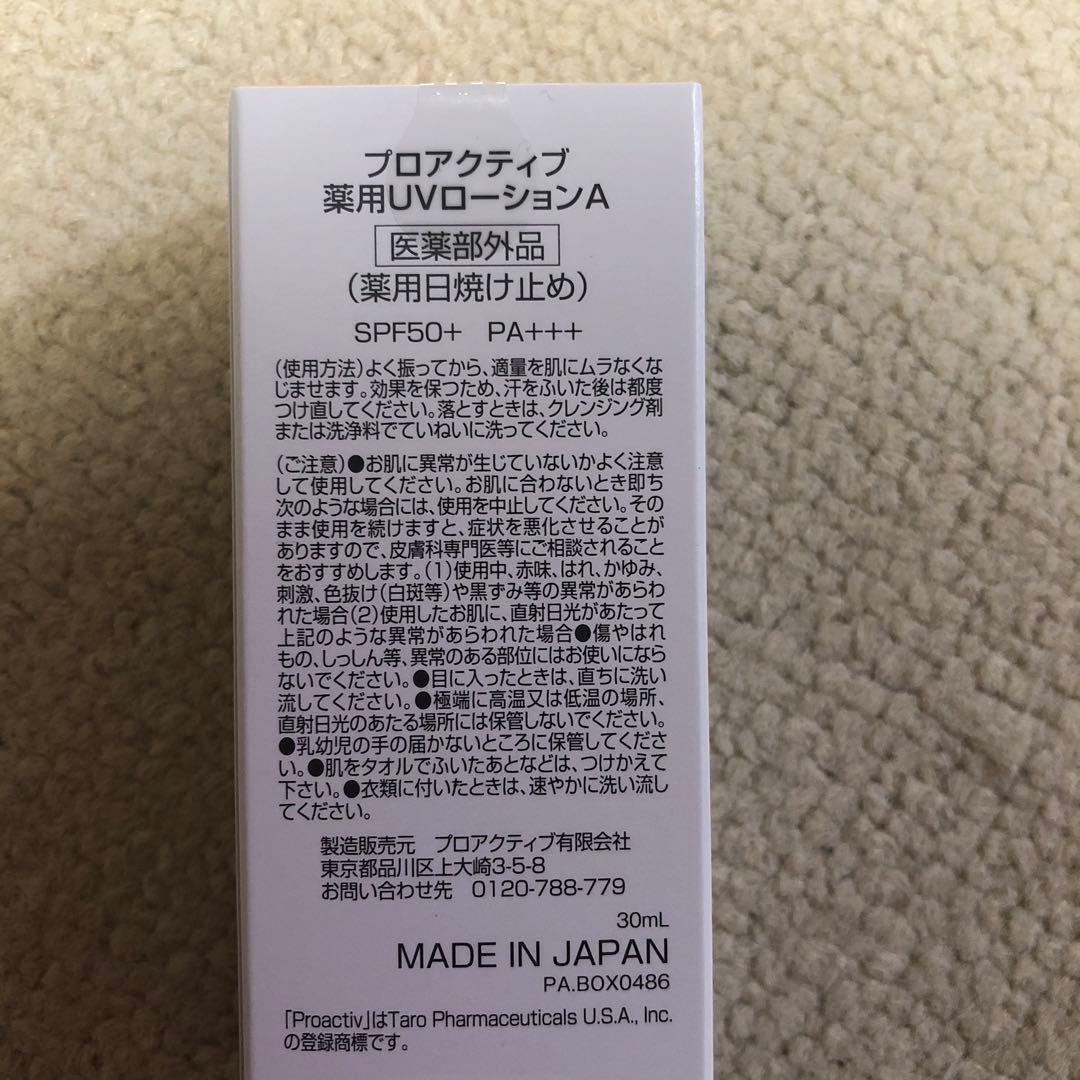 プロアクティブ
薬用UVローションA
医薬部外品
(薬用日焼け止め)
SPF50+ PA+++
(使用方法)よく振ってから、適量を肌にムラなくな
じませます。効果を保つため、汗をふいた後は都度
つけ直してください。落とすときは、クレンジング剤
または洗浄料でていねいに洗ってください。
(ご注意)●お肌に異常が生じていないかよく注意
して使用してください。お肌に合わないとき即ち
次のような場合には、使用を中止してください。その
まま使用を続けますと、症状を悪化させることが
ありますので、皮膚科専門医等にご相談されること
をおすすめします。(1)使用中、赤味、はれ、かゆみ、
刺激、色抜け(白斑等)や黒ずみ等の異常があらわ
れた場合(2)使用したお肌に、直射日光があたって
上記のような異常があらわれた場合●傷やはれ
もの、しっしん等、異常のある部位にはお使いになら
ないでください。●目に入ったときは、直ちに洗い
流してください。●極端に高温又は低温の場所、
直射日光のあたる場所には保管しないでください。
●乳幼児の手の届かないところに保管してくださ
い。●肌をタオルでふいたあとなどは、つけかえて
下さい。●衣類に付いたときは、速やかに洗い流し
てください。
製造販売元 プロアクティブ有限会社
東京都品川区上大崎3-5-8
お問い合わせ先 0120-788-779
30mL
MADE IN JAPAN
PA.BOX0486
「Proactiv」はTaro Pharmaceuticals U.S.A., Inc.
の登録商標です。